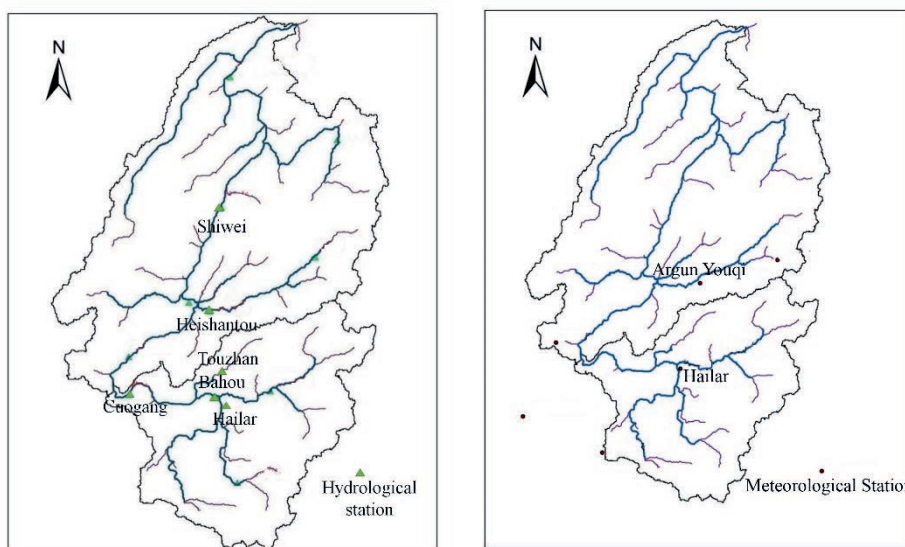 N
Shiwei
Heishantou
Touzhan
Bahou
Cuogang
Hailar
Hydrological
station
N
Argun Youqi
Hailar
Meteorological Station